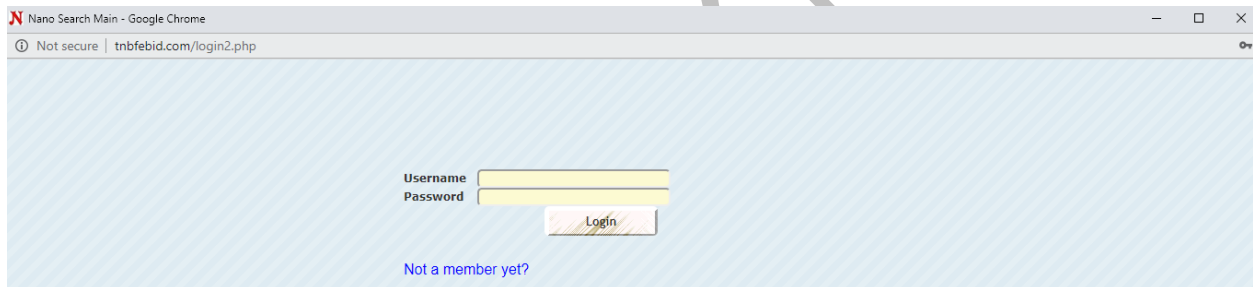 Nano Search Main - Google Chrome
Not secure | tnbfebid.com/login2.php
Username
Password
Login
Not a member yet?